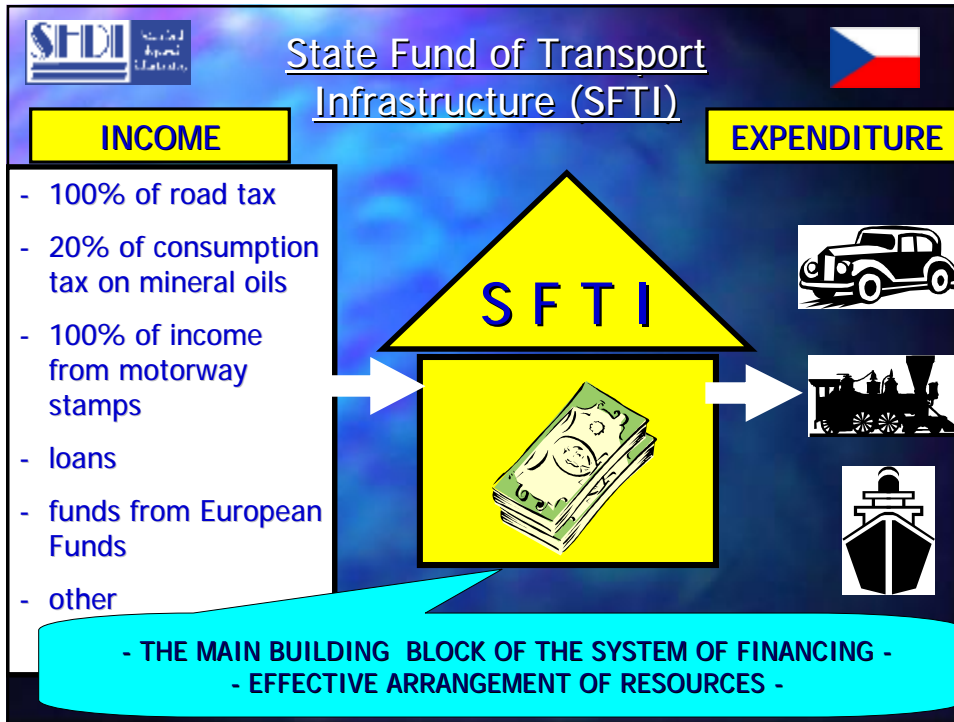 SFDI
State Fund of Transport
Infrastructure (SFTI)
INCOME
EXPENDITURE
- 100% of road tax
- 20% of consumption
tax on mineral oils
- 100% of income
from motorway
stamps
- loans
- funds from European
Funds
- other
S F T I
- THE MAIN BUILDING BLOCK OF THE SYSTEM OF FINANCING -
- EFFECTIVE ARRANGEMENT OF RESOURCES -